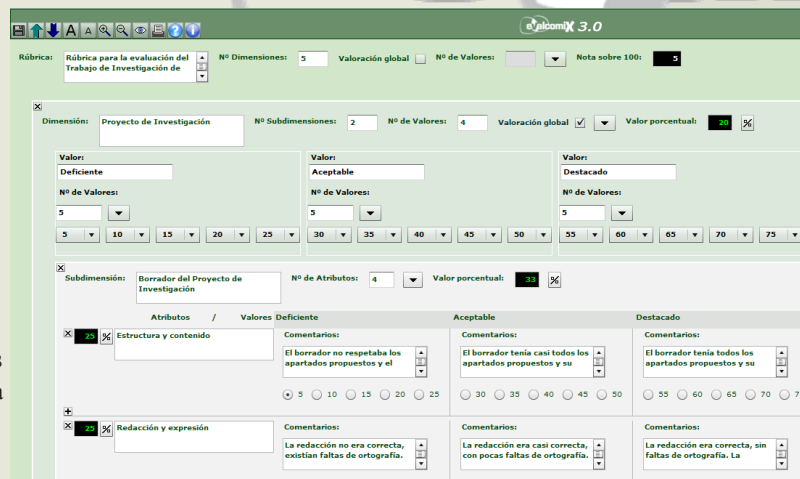 A A
evalcomiX 3.0
Rúbrica: Rúbrica para la evaluación del Trabajo de Investigación de Nº Dimensiones: 5 Valoración global Nº de Valores: Nota sobre 100: 5
Dimensión: Proyecto de Investigación Nº Subdimensiones: 2 Nº de Valores: 4 Valoración global Valor porcentual: 20 %
Valor: Valor: Valor:
Deficiente Aceptable Destacado
Nº de Valores: Nº de Valores: Nº de Valores:
5 5 5
5 10 15 20 25 30 35 40 45 50 55 60 65 70 75
Subdimensión: Borrador del Proyecto de Investigación Nº de Atributos: 4 Valor porcentual: 33 %
Atributos / Valores Deficiente Aceptable Destacado
25 % Estructura y contenido Comentarios: Comentarios: Comentarios:
El borrador no respetaba los apartados propuestos y el El borrador tenía casi todos los apartados propuestos y su El borrador tenía todos los apartados propuestos y su
5 10 15 20 25 30 35 40 45 50 55 60 65 70 7
25 % Redacción y expresión Comentarios: Comentarios: Comentarios:
La redacción no era correcta, existían faltas de ortografía. La redacción era casi correcta, con pocas faltas de ortografía. La redacción era correcta, sin faltas de ortografía. La